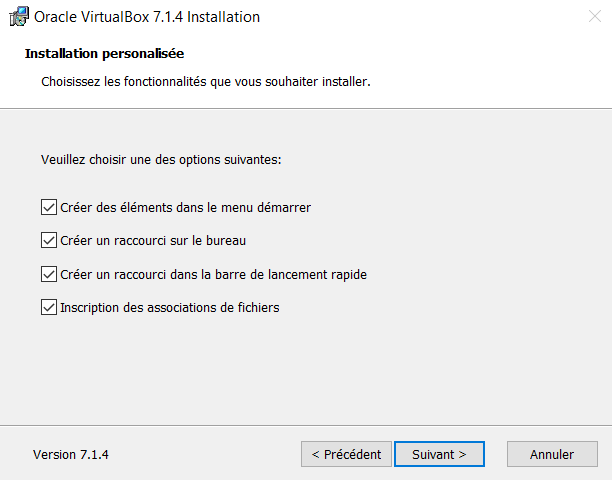 Oracle VirtualBox 7.1.4 Installation
Installation personalisée
Choisissez les fonctionnalités que vous souhaiter installer.
Veuillez choisir une des options suivantes:
Créer des éléments dans le menu démarrer
Créer un raccourci sur le bureau
Créer un raccourci dans la barre de lancement rapide
Inscription des associations de fichiers
Version 7.1.4
< Précédent
Suivant >
Annuler